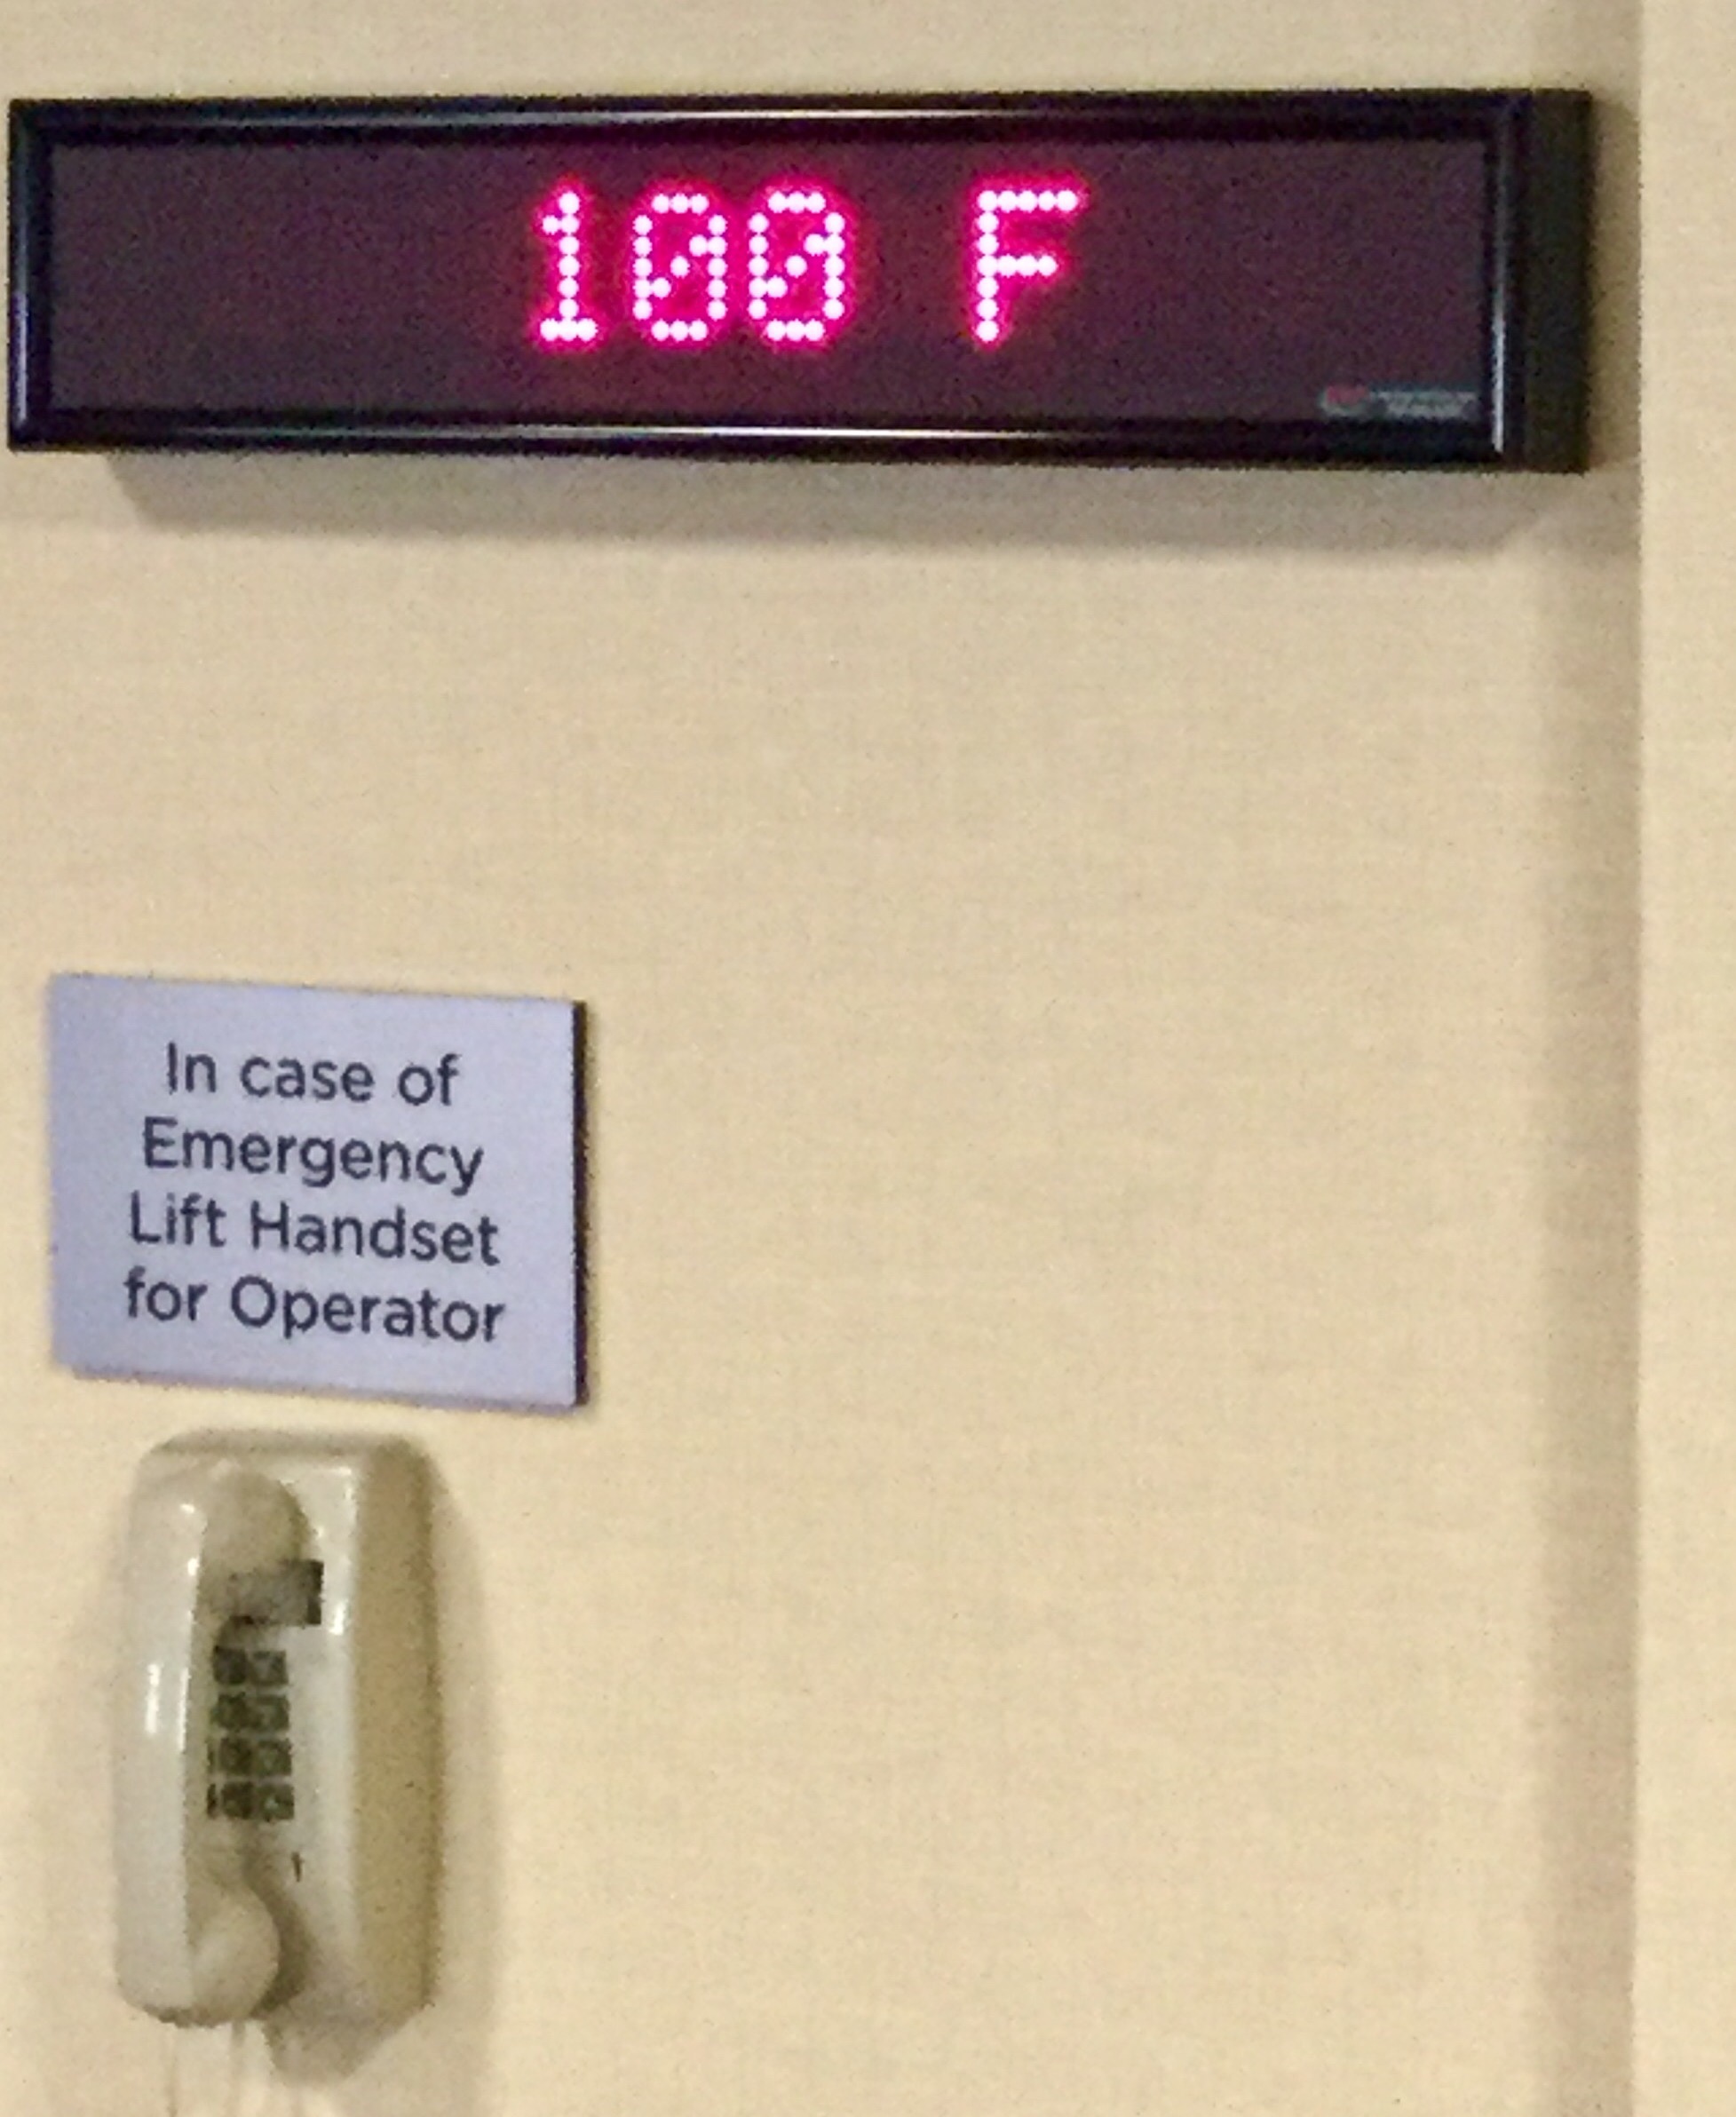 100 F
In case of
Emergency
Lift Handset
for Operator